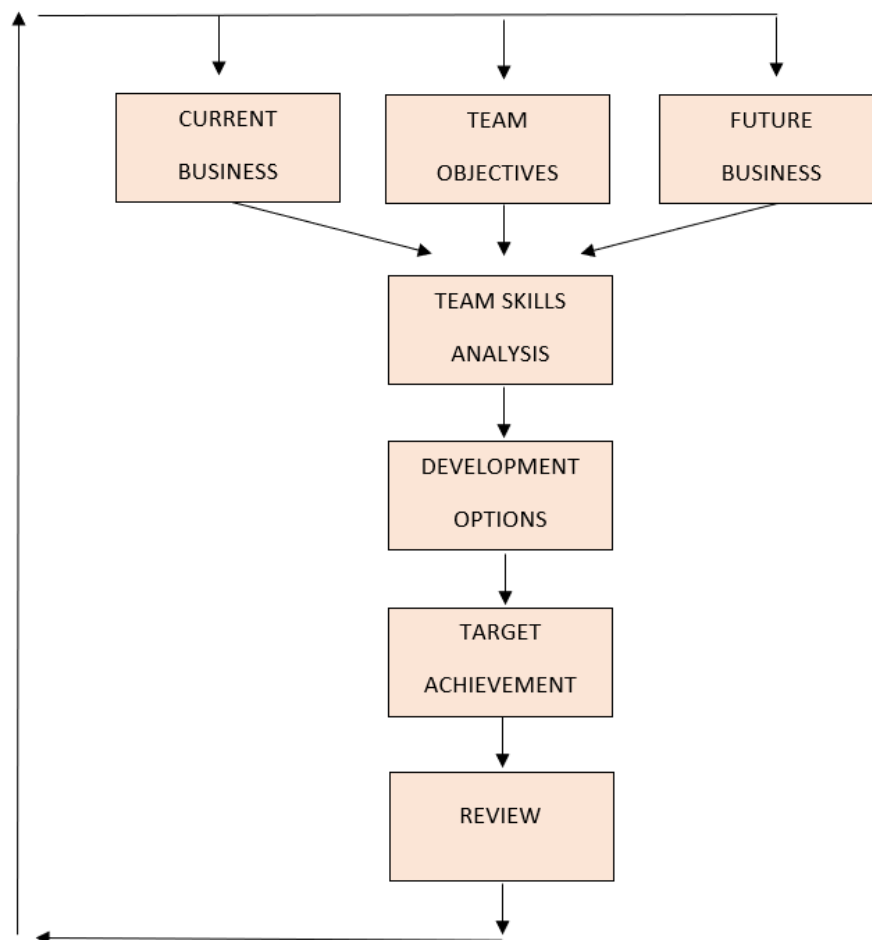 CURRENT
BUSINESS
TEAM
OBJECTIVES
FUTURE
BUSINESS
TEAM SKILLS
ANALYSIS
DEVELOPMENT
OPTIONS
TARGET
ACHIEVEMENT
REVIEW